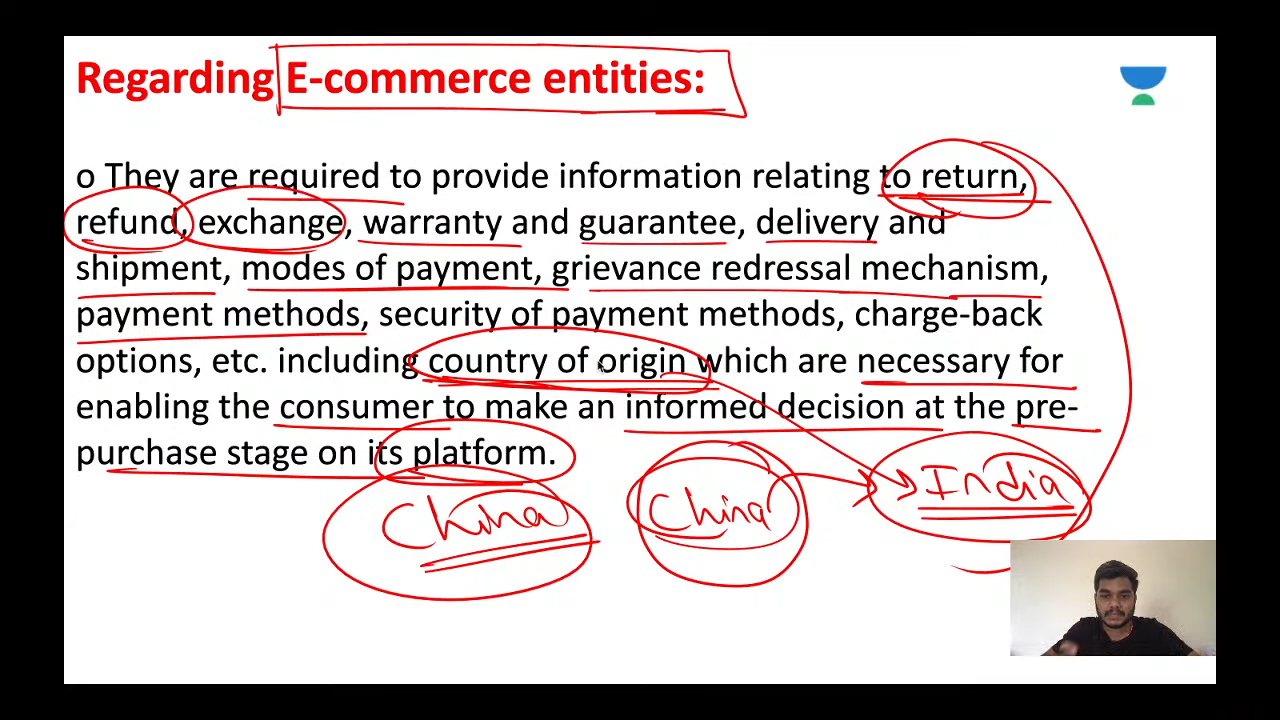 Regarding E-commerce entities:
o They are required to provide information relating to return,
refund, exchange, warranty and guarantee, delivery and
shipment, modes of payment, grievance redressal mechanism,
payment methods, security of payment methods, charge-back
options, etc. including country of origin which are necessary for
enabling the consumer to make an informed decision at the pre-
purchase stage on its platform.
China China India